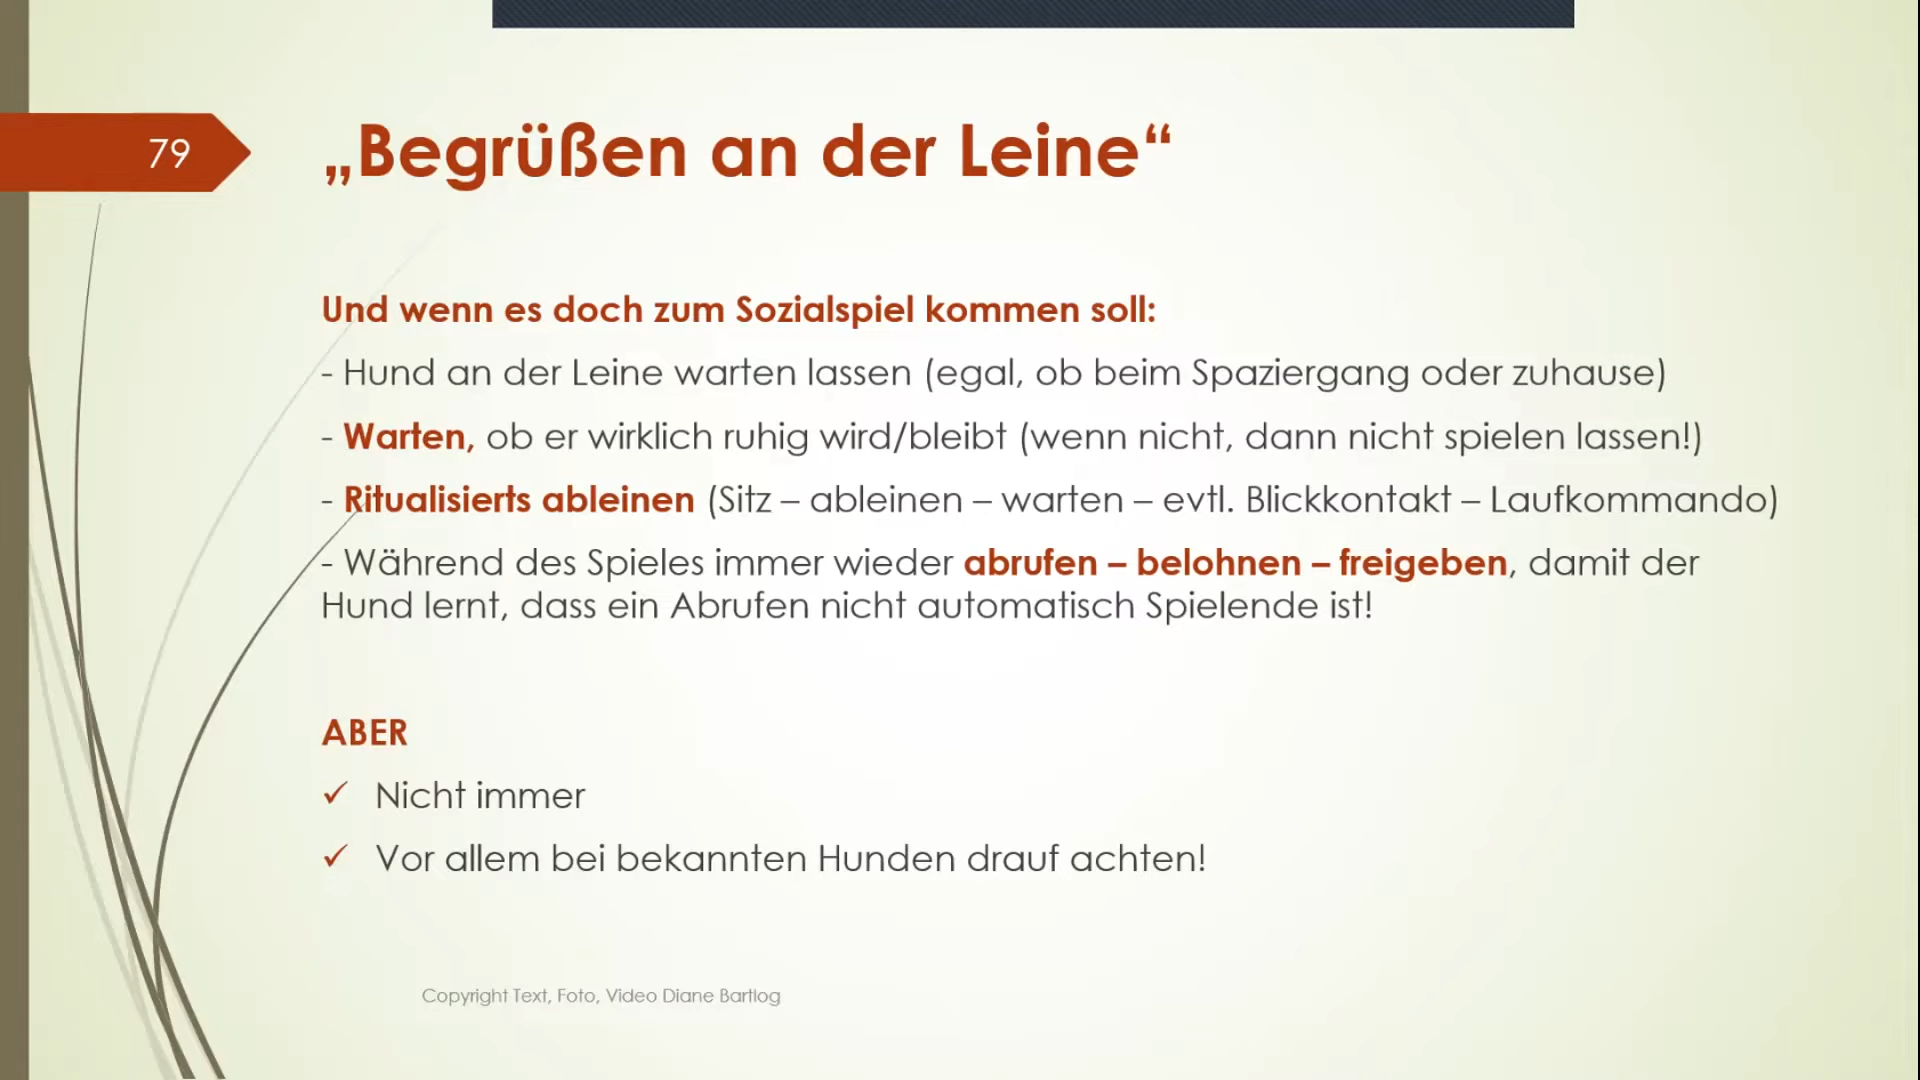 79
„Begrüßen an der Leine“
Und wenn es doch zum Sozialspiel kommen soll:
- Hund an der Leine warten lassen (egal, ob beim Spaziergang oder zuhause)
- Warten, ob er wirklich ruhig wird/bleibt (wenn nicht, dann nicht spielen lassen!)
- Ritualisierts ableinen (Sitz – ableinen – warten – evtl. Blickkontakt – Laufkommando)
- Während des Spieles immer wieder abrufen – belohnen – freigeben, damit der
Hund lernt, dass ein Abrufen nicht automatisch Spielende ist!
ABER
✓ Nicht immer
✓ Vor allem bei bekannten Hunden drauf achten!
Copyright Text, Foto, Video Diane Bartlog